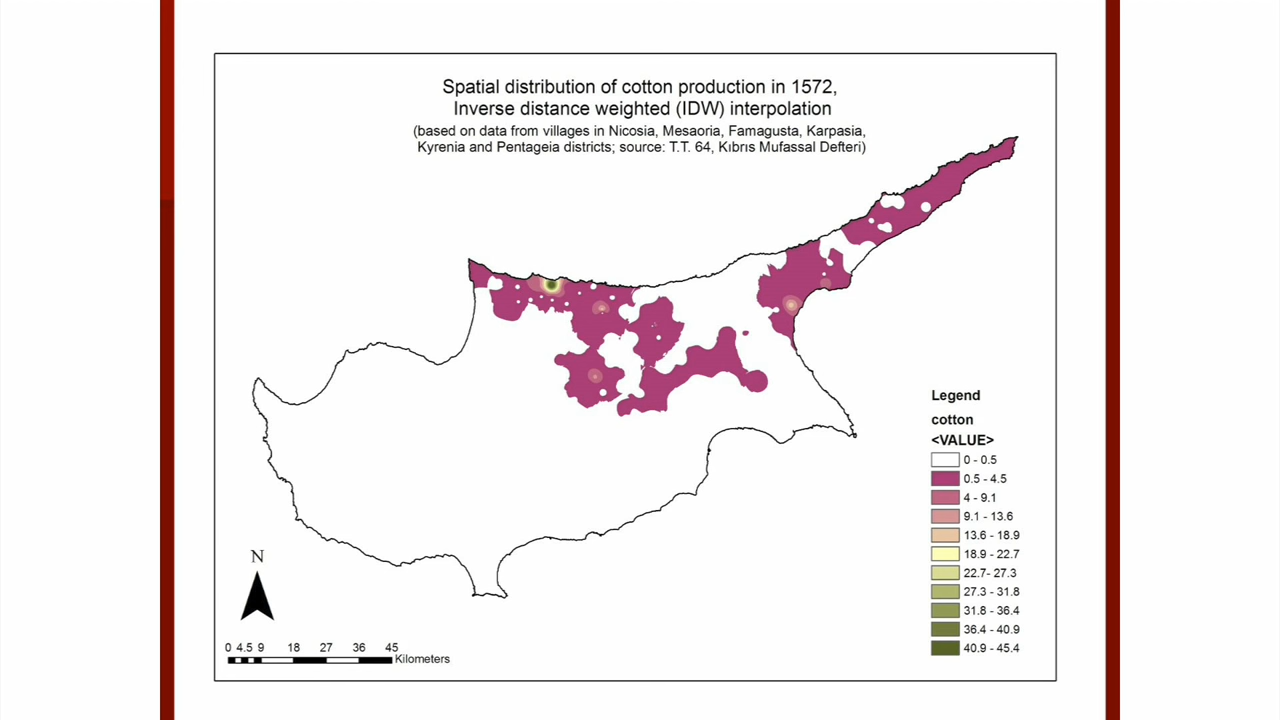 Spatial distribution of cotton production in 1572,
Inverse distance weighted (IDW) interpolation
(based on data from villages in Nicosia, Mesaoria, Famagusta, Karpasia,
Kyrenia and Pentageia districts; source: T.T. 64, Kıbrıs Mufassal Defteri)
Legend
cotton
<VALUE>
0 - 0.5
0.5 - 4.5
4 - 9.1
9.1 - 13.6
13.6 - 18.9
18.9 - 22.7
22.7- 27.3
27.3 - 31.8
31.8 - 36.4
36.4 - 40.9
40.9 - 45.4
N
0 4.5 9 18 27 36 45
Kilometers